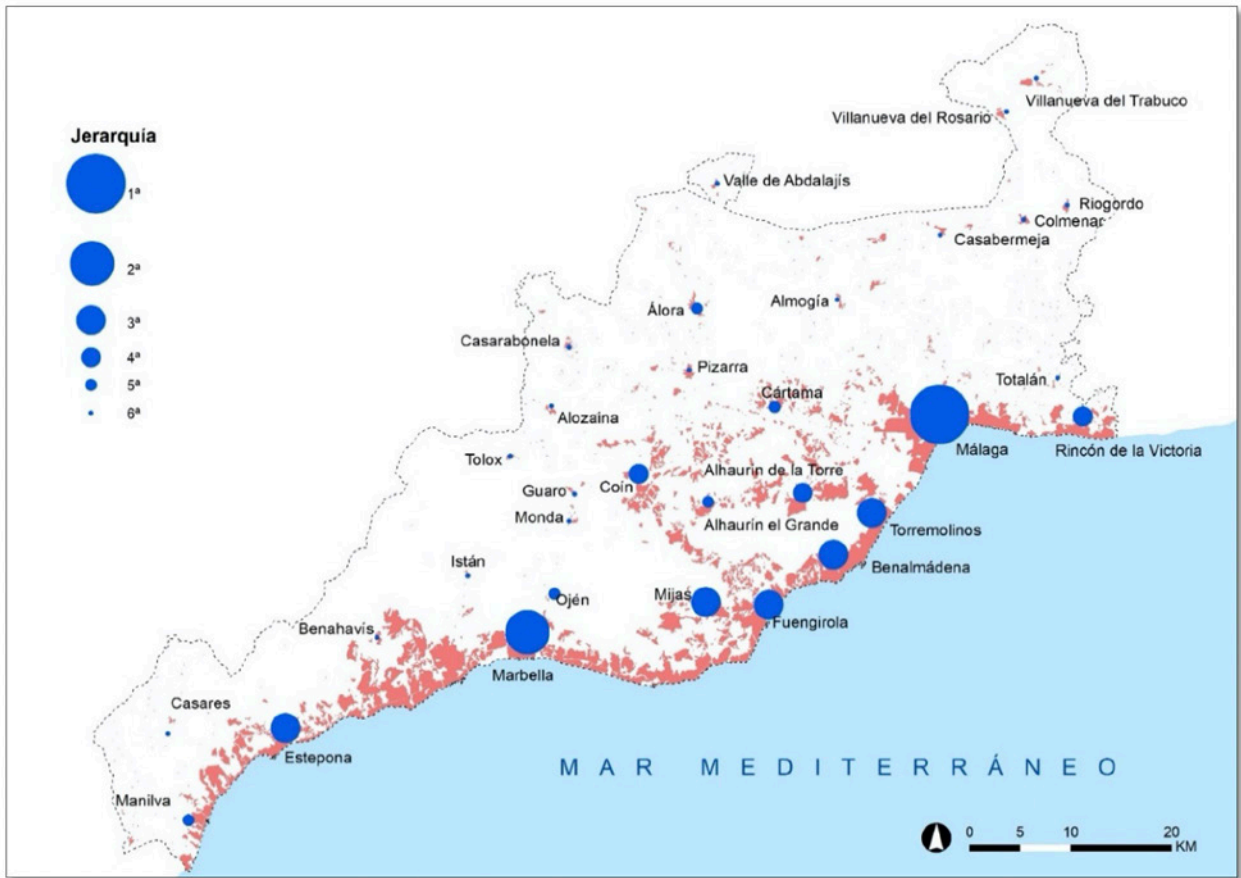 Jerarquía
1ª
2ª
3ª
4ª
5ª
6ª
Villanueva del Trabuco
Villanueva del Rosario
Valle de Abdalajís
Riogordo
Colmenar
Casabermeja
Álora
Almogía
Casarabonela
Pizarra
Totalán
Cártama
Alozaina
Málaga
Rincón de la Victoria
Tolox
Alhaurín de la Torre
Coín
Guaro
Monda
Alhaurín el Grande
Torremolinos
Istán
Benalmádena
Mijas
Ojén
Fuengirola
Benahavís
Marbella
Casares
Estepona
MAR MEDITERRÁNEO
Manilva
0 5 10 20
KM